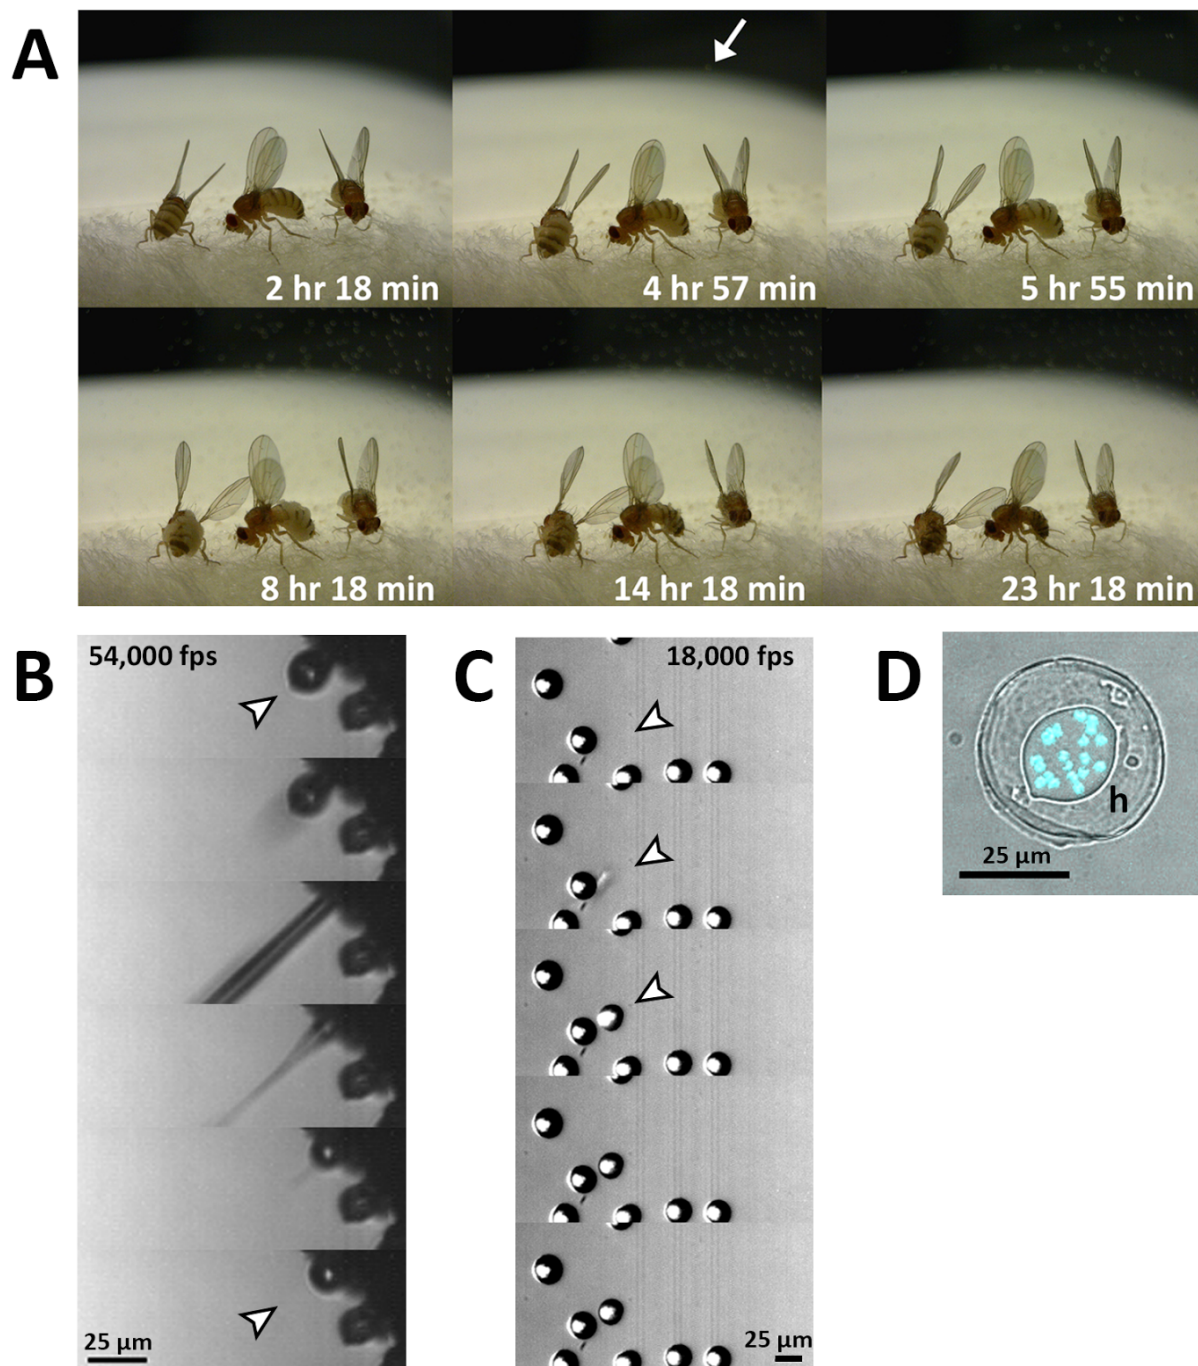 A
2 hr 18 min
4 hr 57 min
5 hr 55 min
8 hr 18 min
14 hr 18 min
23 hr 18 min
B
54,000 fps
25 µm
C
18,000 fps
25 µm
D
h
25 µm